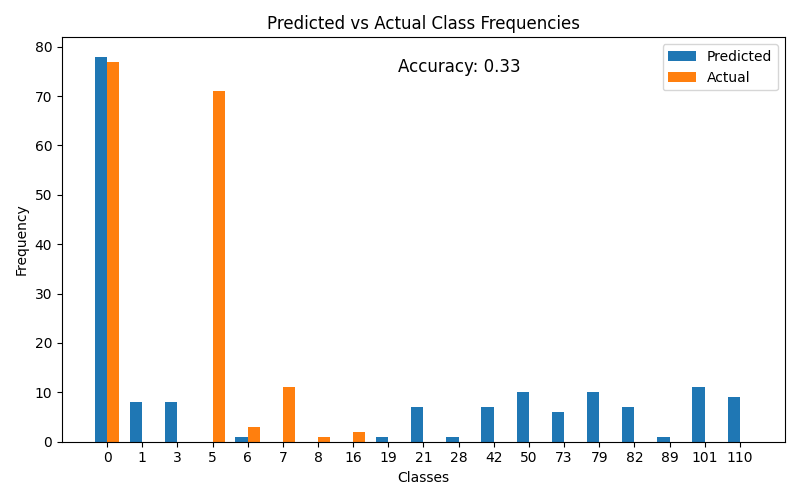 Predicted vs Actual Class Frequencies
Accuracy: 0.33
Predicted
Actual
Frequency
80
70
60
50
40
30
20
10
0
0 1 3 5 6 7 8 16 19 21 28 42 50 73 79 82 89 101 110
Classes